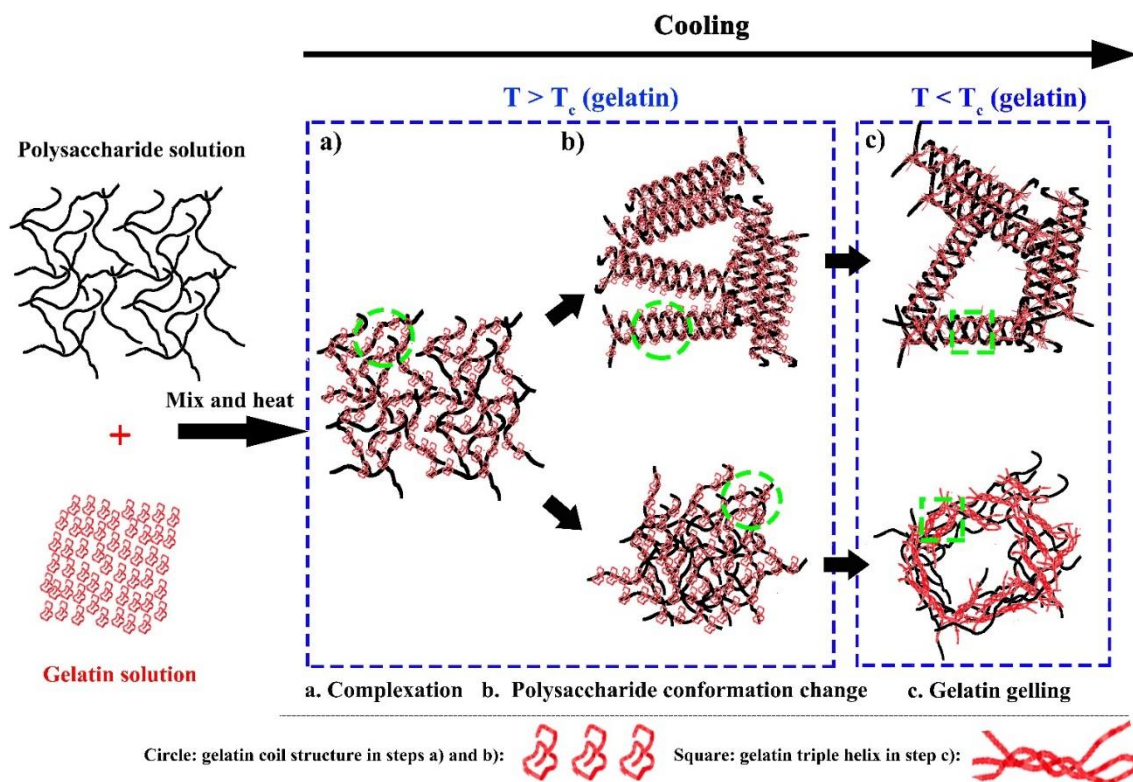 Cooling
T > Tc (gelatin)
T < Tc (gelatin)
Polysaccharide solution
a)
b)
c)
Mix and heat
+
Gelatin solution
a. Complexation
b. Polysaccharide conformation change
c. Gelatin gelling
Circle: gelatin coil structure in steps a) and b):
Square: gelatin triple helix in step c):